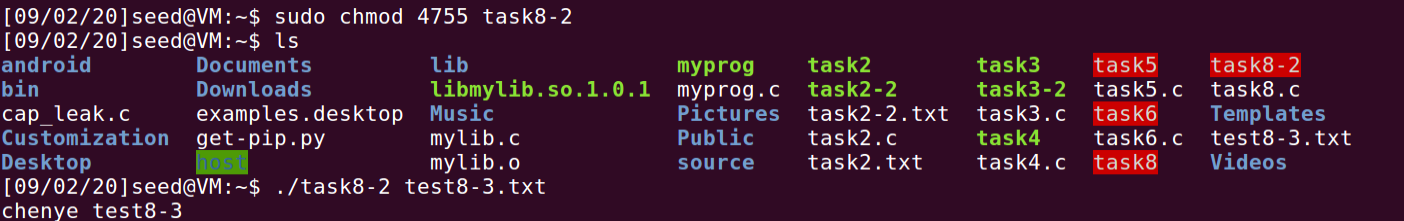 [09/02/20]seed@VM:~$ sudo chmod 4755 task8-2
[09/02/20]seed@VM:~$ ls
android Documents lib myprog task2 task3 task5 task8-2
bin Downloads libmylib.so.1.0.1 myprog.c task2-2 task3-2 task5.c task8.c
cap_leak.c examples.desktop Music Pictures task2-2.txt task3.c task6 Templates
Customization get-pip.py mylib.c Public task2.c task4 task6.c test8-3.txt
Desktop host mylib.o source task2.txt task4.c task8 Videos
[09/02/20]seed@VM:~$ ./task8-2 test8-3.txt
chenye test8-3